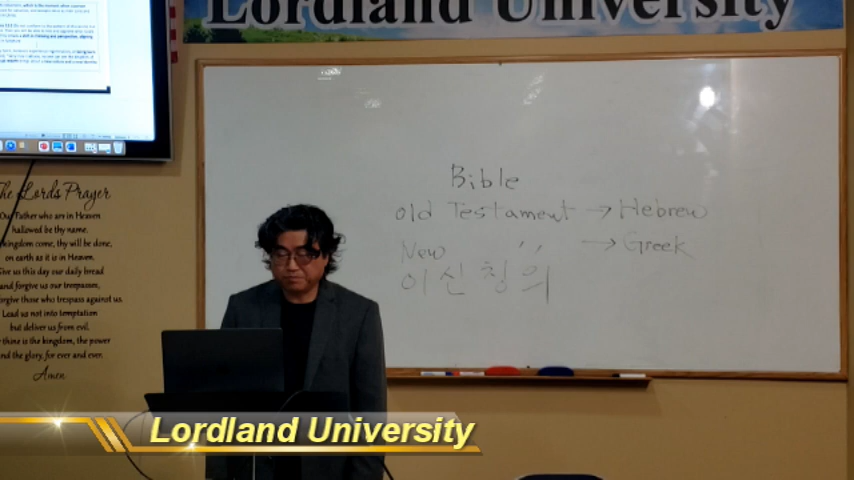 Lordland University
The Lords Prayer
Our Father who are in Heaven
hallowed be thy name.
kingdom come, thy will be done,
on earth as it is in Heaven.
Give us this day our daily bread
and forgive us our trespasses,
forgive those who trespass against us.
Lead us not into temptation
but deliver us from evil.
thine is the kingdom, the power
and the glory, for ever and ever.
Amen
Bible
Old Testament → Hebrew
New " → Greek
이신칭의
Lordland University